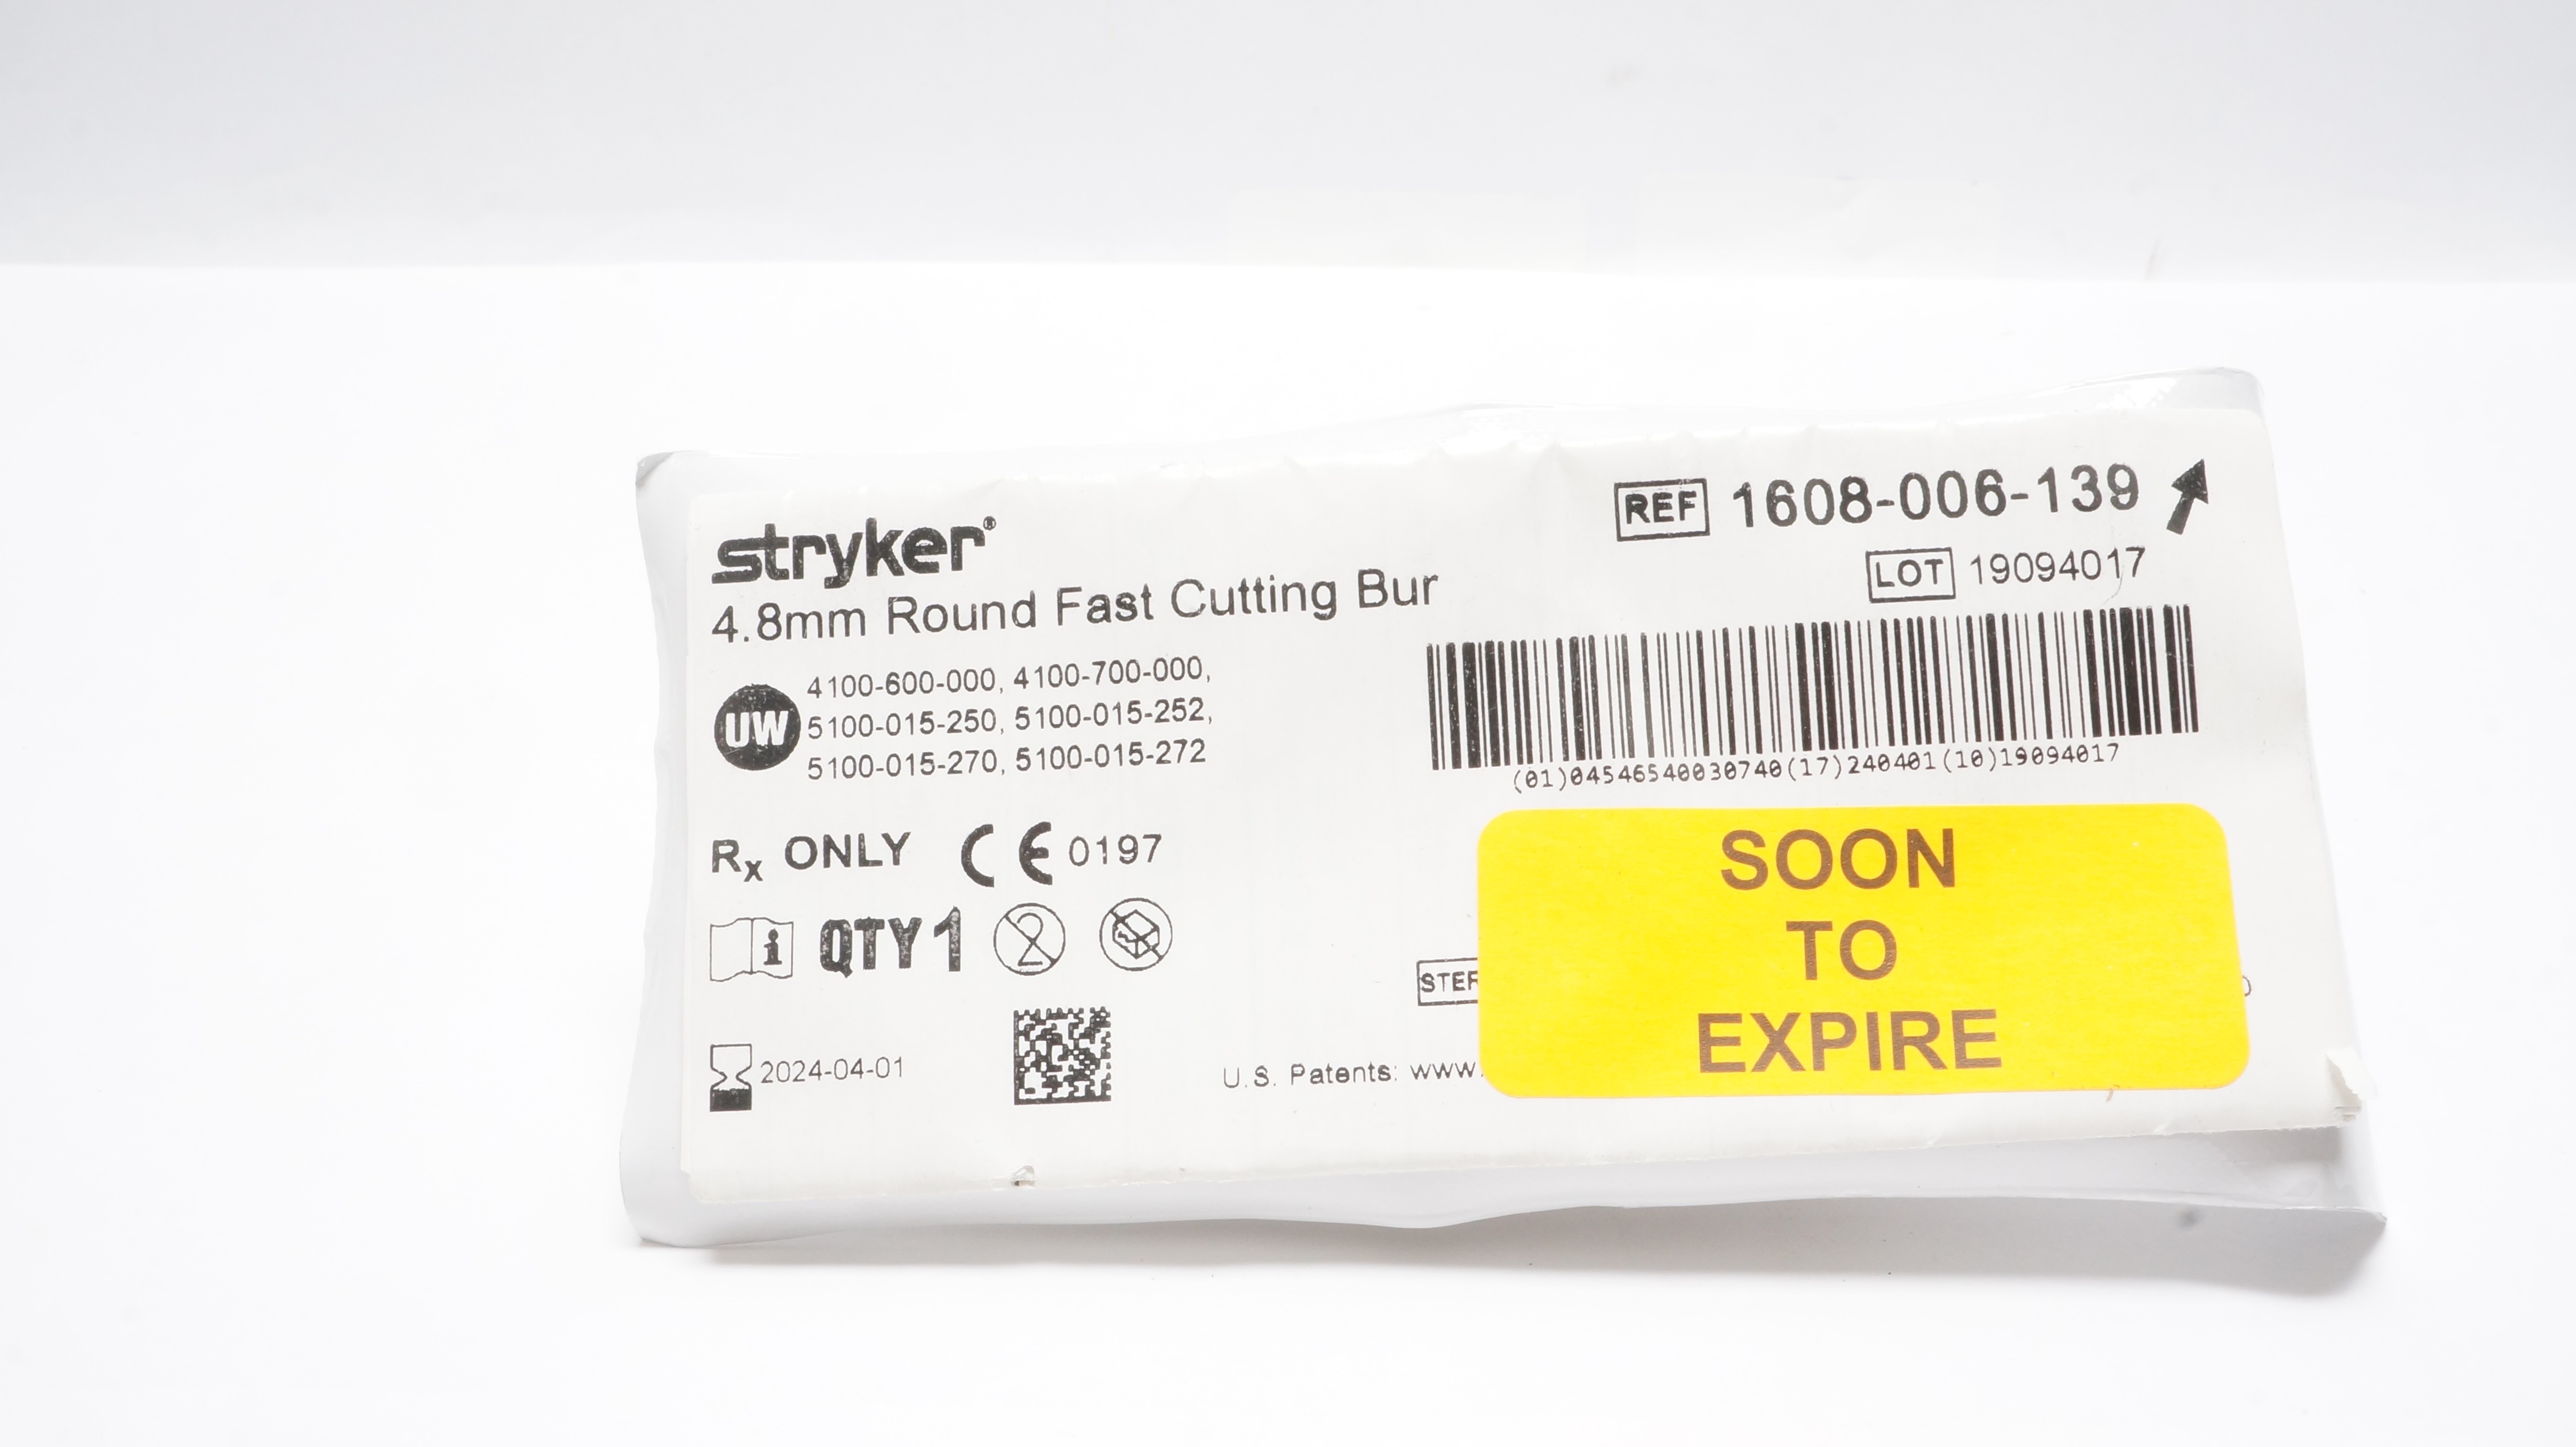 stryker®
4.8mm Round Fast Cutting Bur
REF 1608-006-139
LOT 19094017
UW
4100-600-000, 4100-700-000,
5100-015-250, 5100-015-252,
5100-015-270, 5100-015-272
(01)04546540030740(17)240401(10)19094017
Rx ONLY CE 0197
i QTY 1 2
2024-04-01
U.S. Patents: www.
SOON
TO
EXPIRE